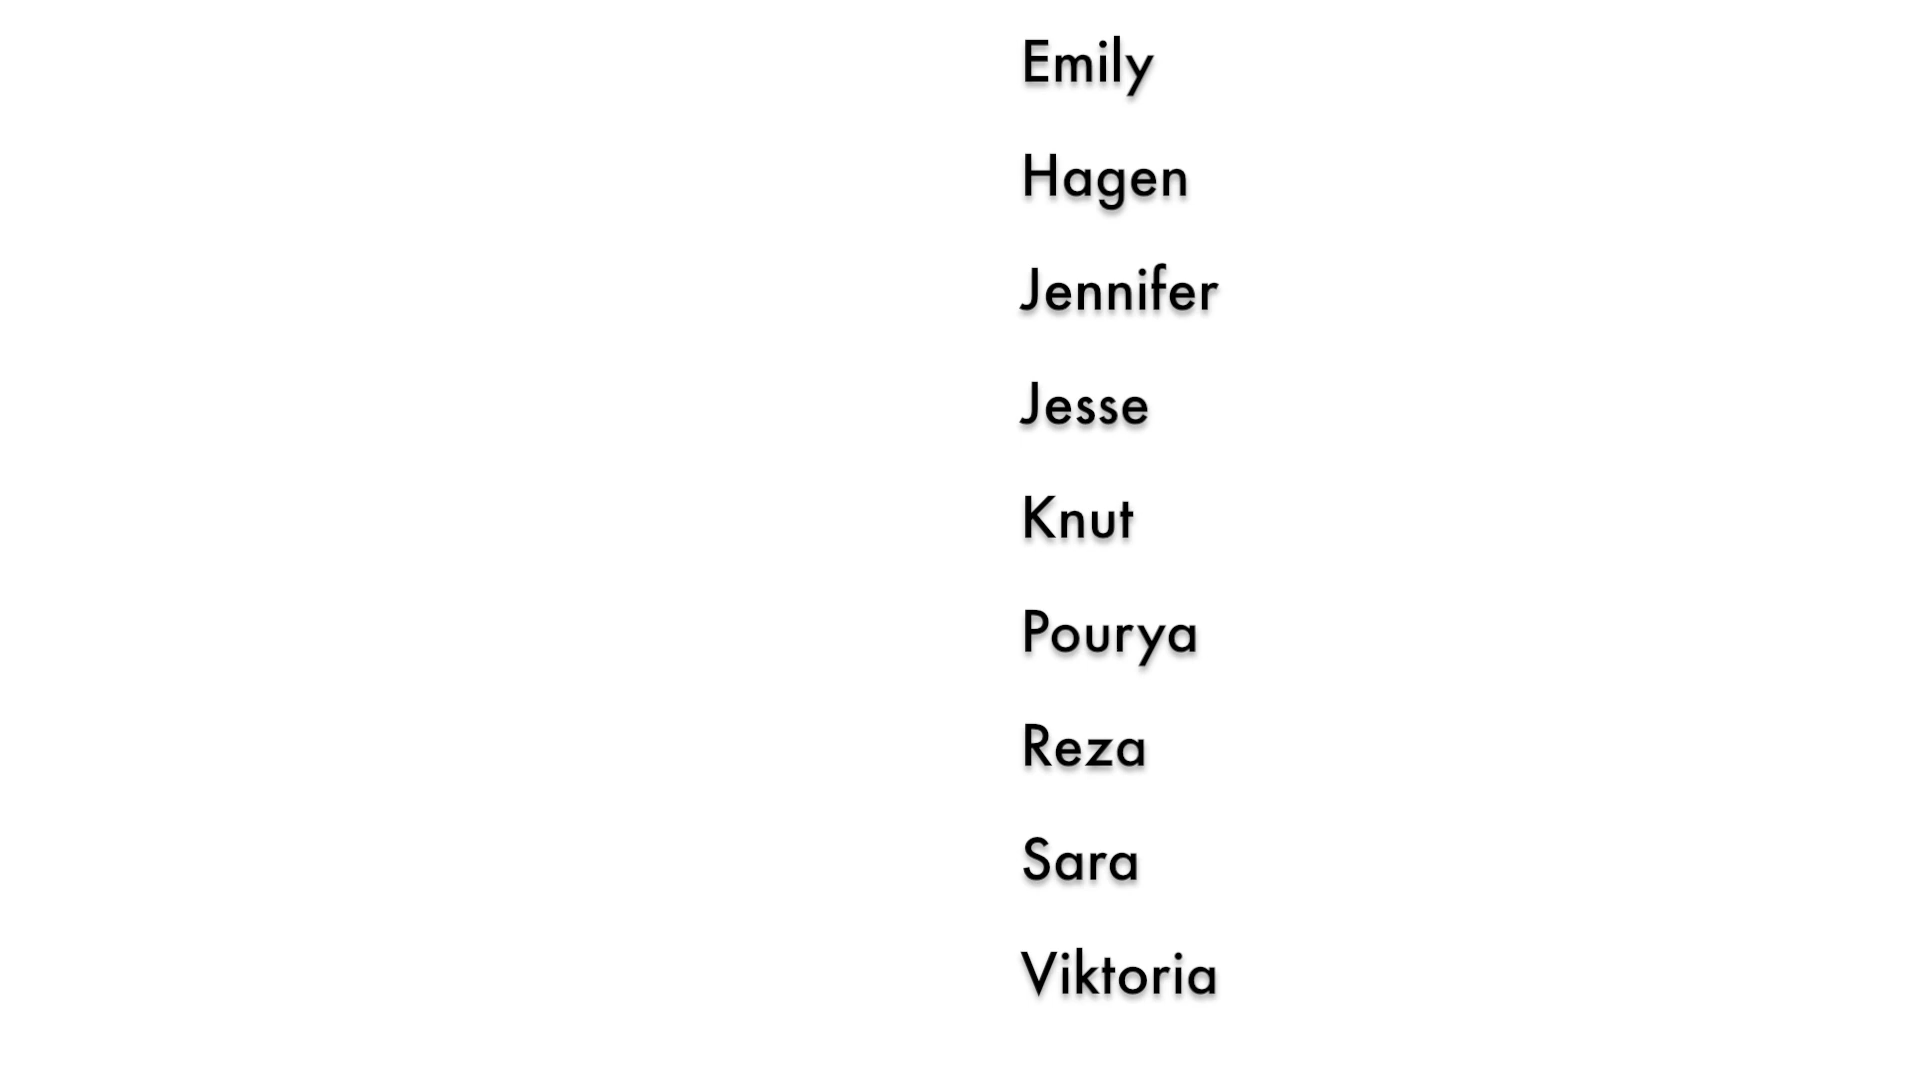 Emily
Hagen
Jennifer
Jesse
Knut
Pourya
Reza
Sara
Viktoria